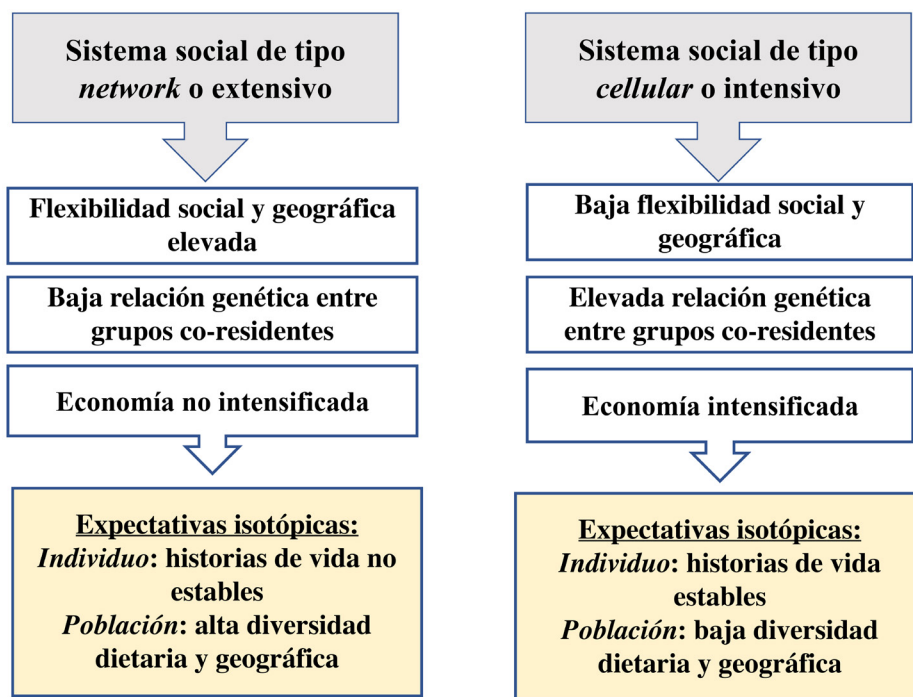 Sistema social de tipo
network o extensivo
Flexibilidad social y geográfica
elevada
Baja relación genética entre
grupos co-residentes
Economía no intensificada
Expectativas isotópicas:
Individuo: historias de vida no
estables
Población: alta diversidad
dietaria y geográfica
Sistema social de tipo
cellular o intensivo
Baja flexibilidad social y
geográfica
Elevada relación genética
entre grupos co-residentes
Economía intensificada
Expectativas isotópicas:
Individuo: historias de vida
estables
Población: baja diversidad
dietaria y geográfica